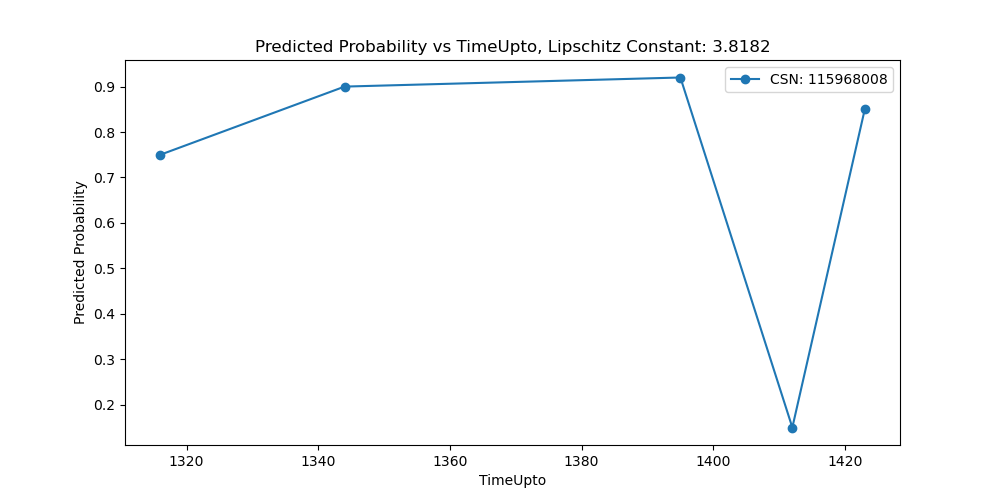 Predicted Probability vs TimeUpto, Lipschitz Constant: 3.8182
CSN: 115968008
Predicted Probability
0.9
0.8
0.7
0.6
0.5
0.4
0.3
0.2
1320 1340 1360 1380 1400 1420
TimeUpto